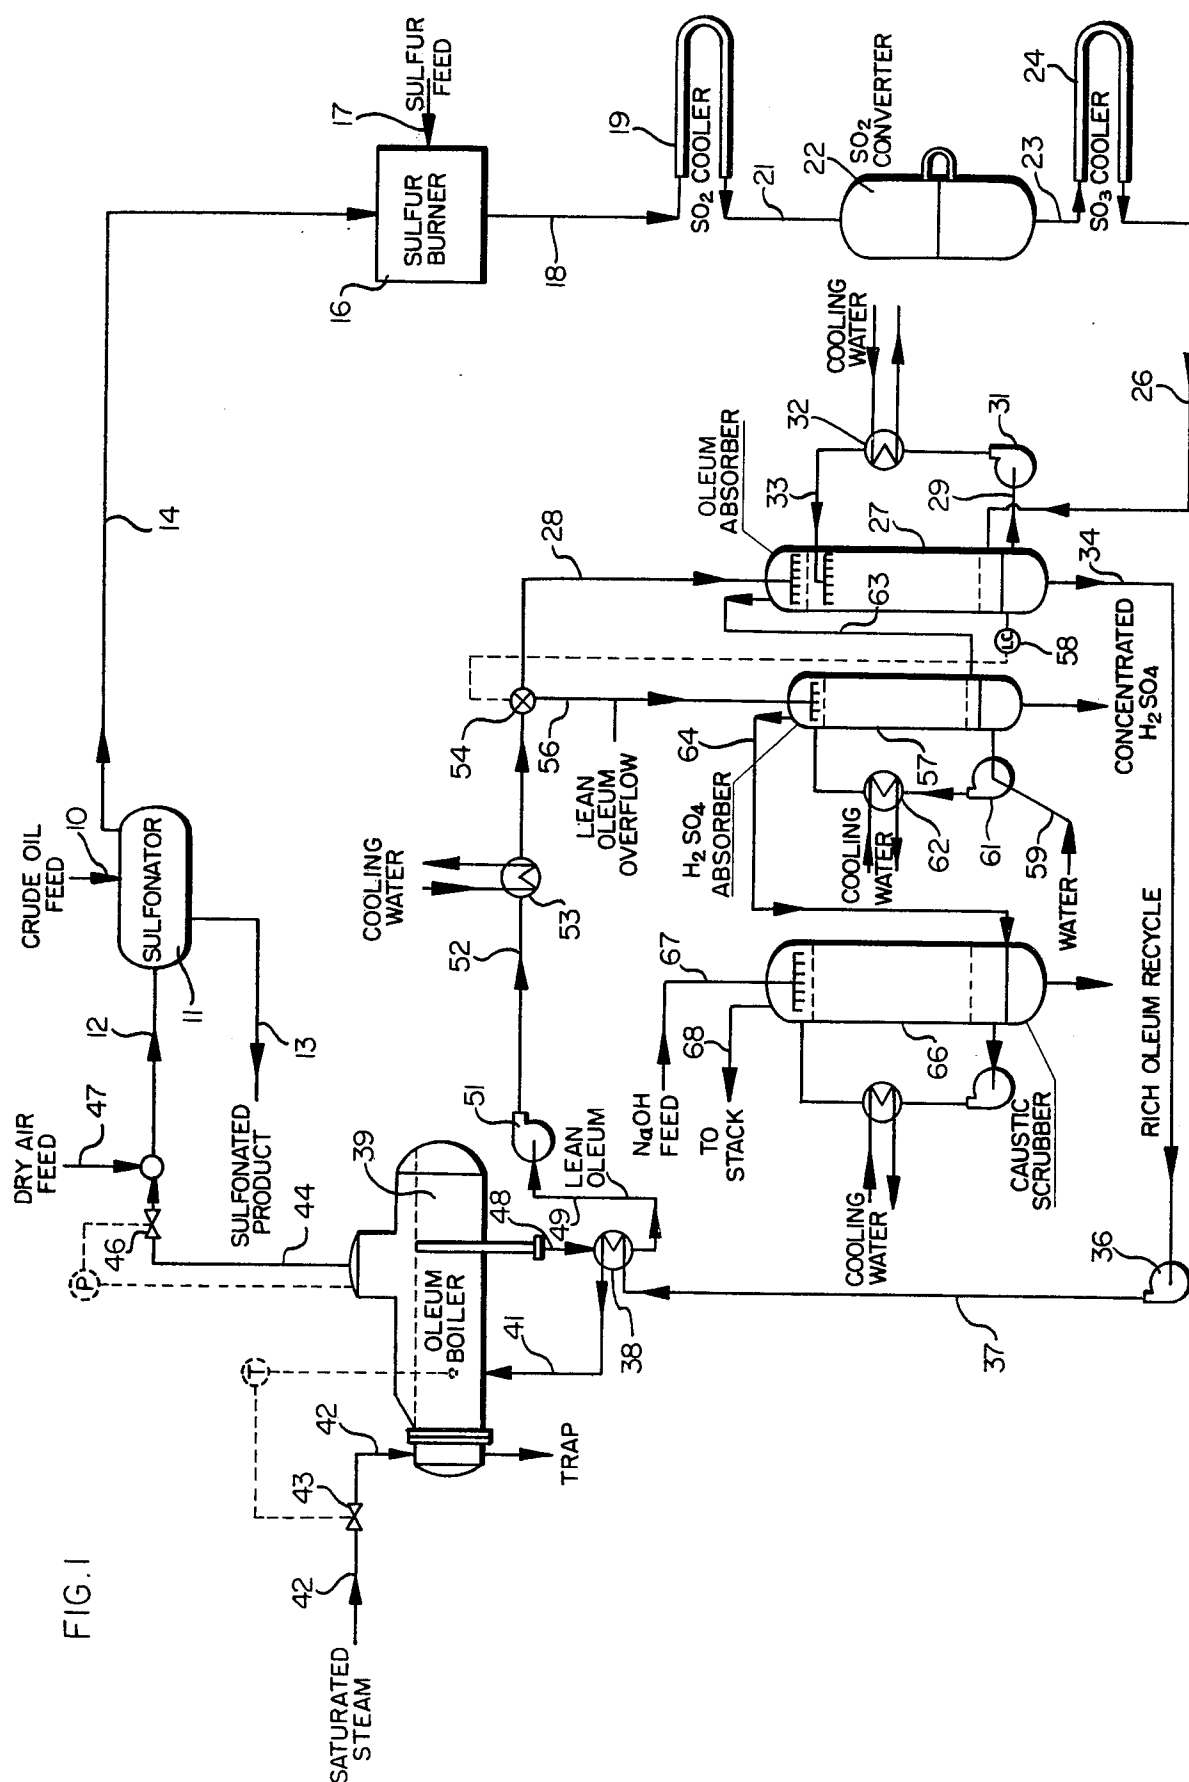 FIG. 1
SATURATED
STEAM
42
43
42
TRAP
T
P
46
44
DRY AIR
FEED
47
12
CRUDE OIL
FEED
10
SULFONATOR
11
13
SULFONATED
PRODUCT
14
39
OLEUM
BOILER
41
48
49
LEAN
OLEUM
38
37
51
52
COOLING
WATER
53
54
56
LEAN
OLEUM
OVERFLOW
28
SULFUR
BURNER
16
17
SULFUR
FEED
18
19
SO2 COOLER
21
22
SO2
CONVERTER
23
24
SO3 COOLER
26
COOLING
WATER
32
31
33
29
OLEUM
ABSORBER
27
63
34
LC
58
CONCENTRATED
H2SO4
64
H2SO4
ABSORBER
57
COOLING
WATER
62
61
59
WATER
67
NaOH
FEED
68
TO
STACK
66
COOLING
WATER
CAUSTIC
SCRUBBER
RICH OLEUM RECYCLE
36